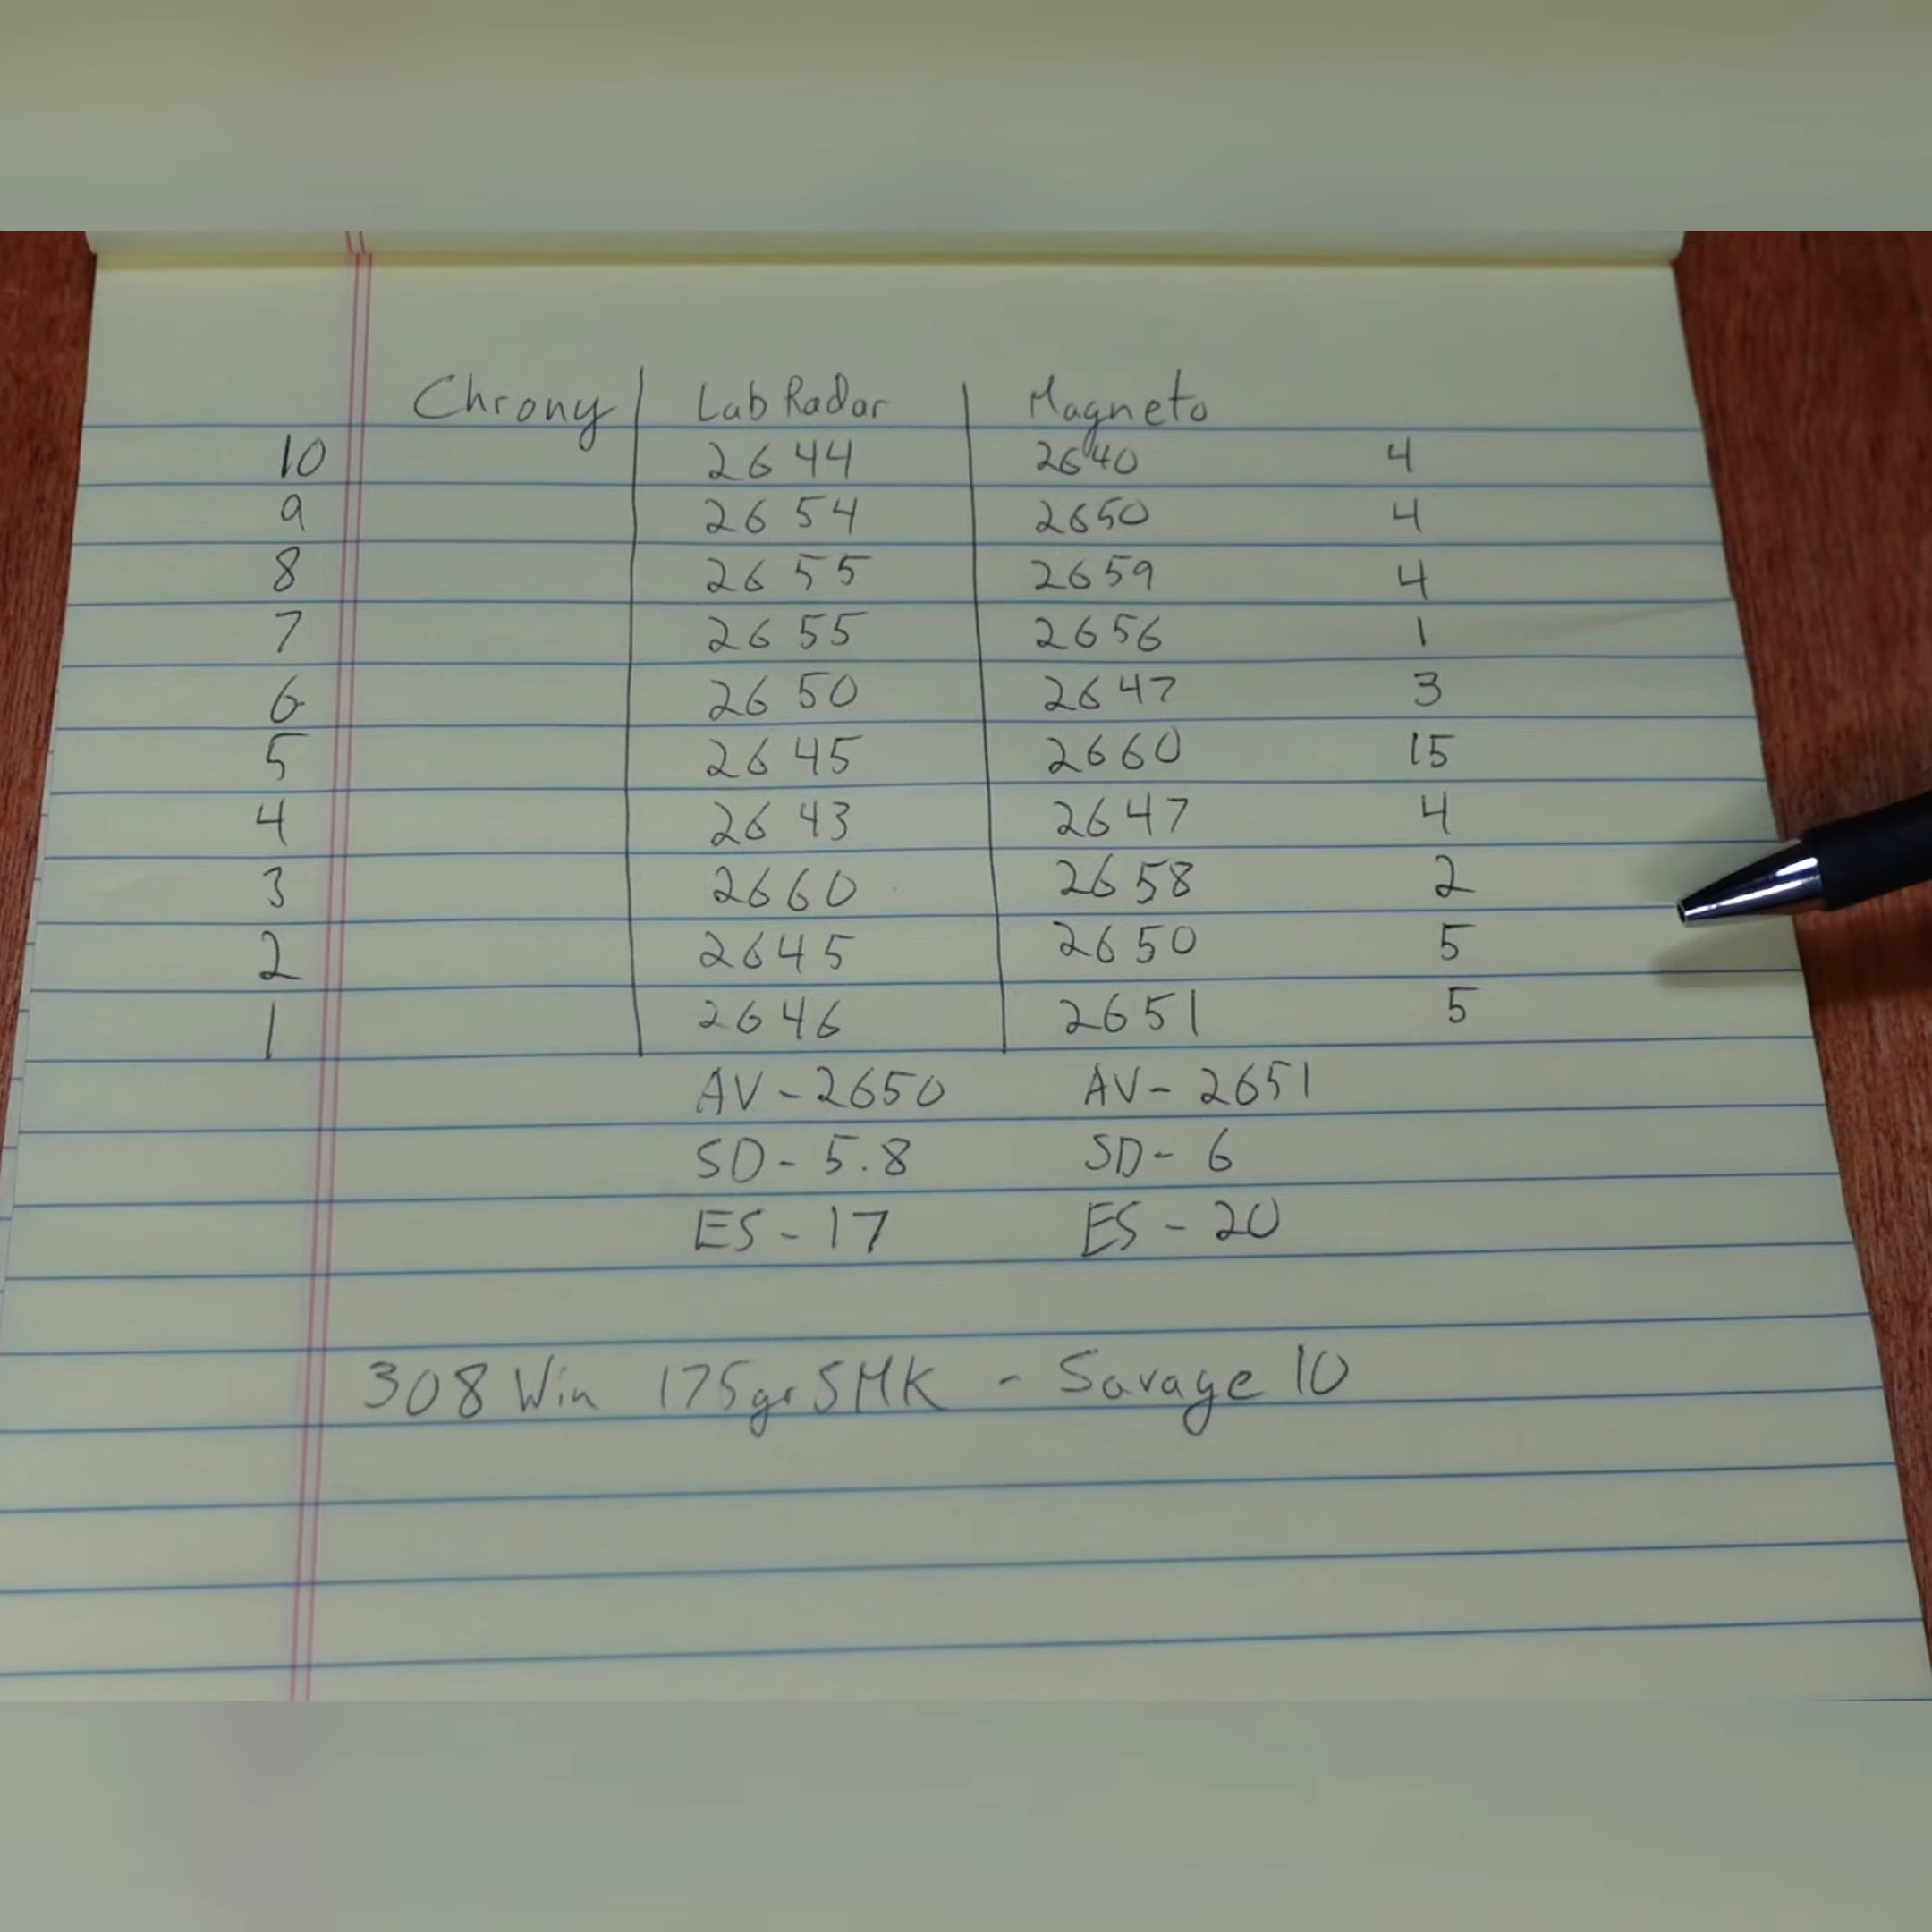 Chrony Lab Radar Magneto
10 2644 2640 4
9 2654 2650 4
8 2655 2659 4
7 2655 2656 1
6 2650 2647 3
5 2645 2660 15
4 2643 2647 4
3 2660 2658 2
2 2645 2650 5
1 2646 2651 5
AV - 2650 AV - 2651
SD - 5.8 SD - 6
ES - 17 ES - 20
308 Win 175gr SMK - Savage 10